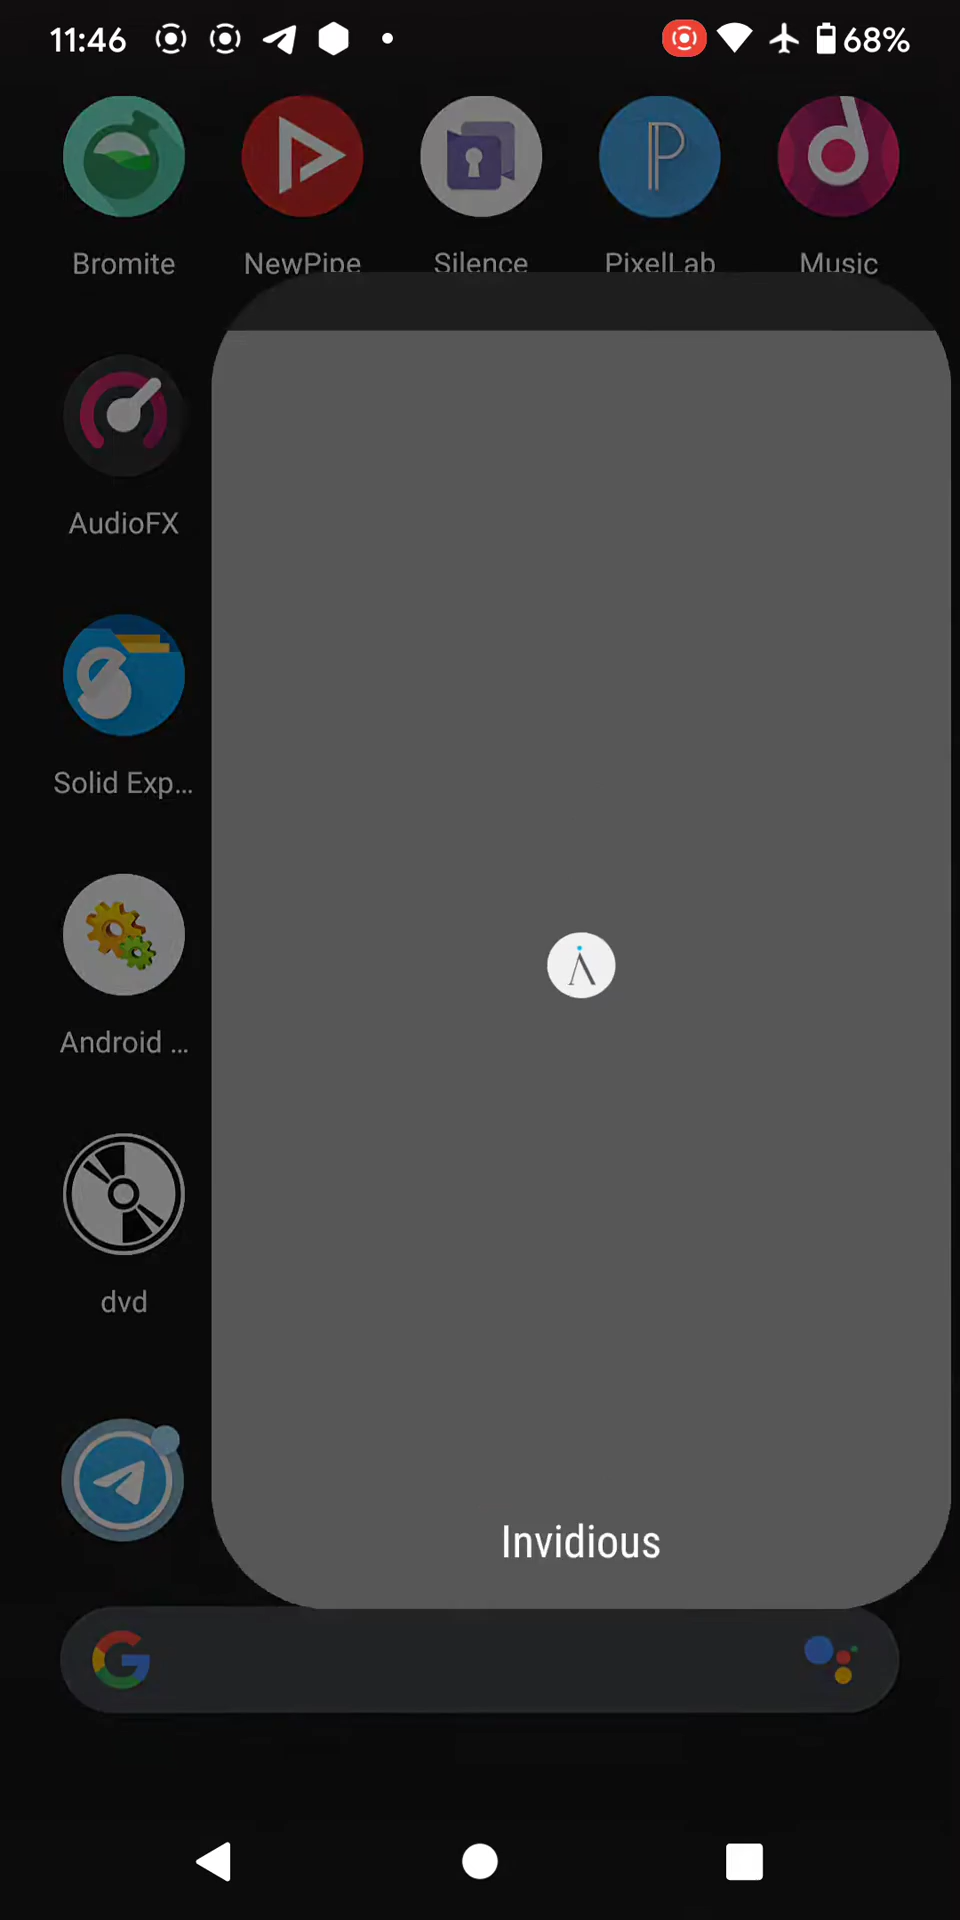 11:46 68%
Bromite NewPipe Silence PixelLab Music
AudioFX
Solid Exp...
Android ...
dvd
Invidious